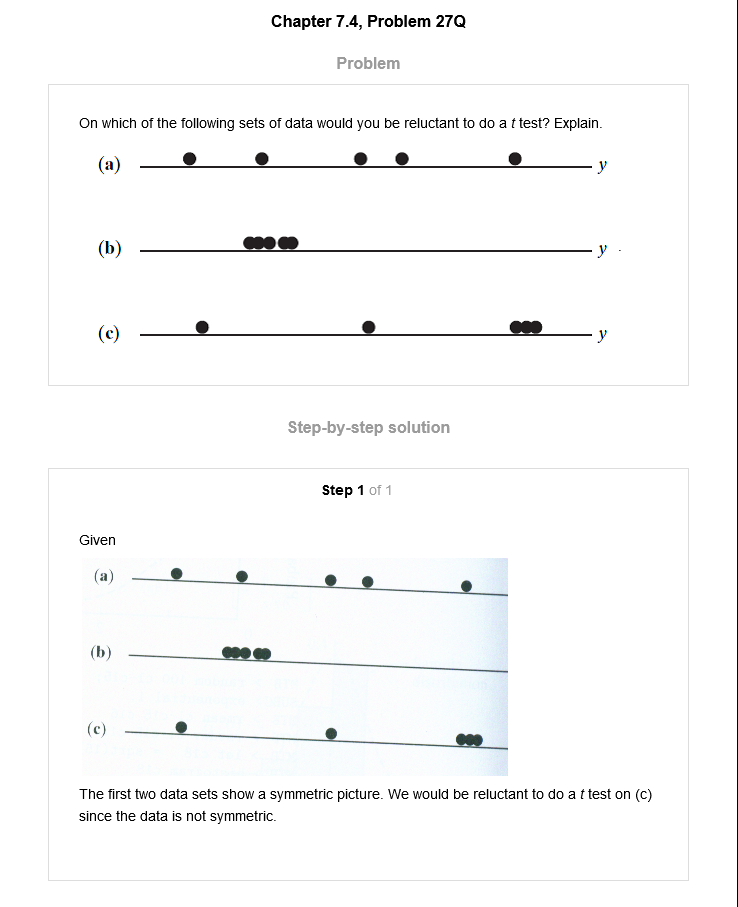 Chapter 7.4, Problem 27Q
Problem
On which of the following sets of data would you be reluctant to do a t test? Explain.
(a) y
(b) y
(c) y
Step-by-step solution
Step 1 of 1
Given
(a)
(b)
(c)
The first two data sets show a symmetric picture. We would be reluctant to do a t test on (c)
since the data is not symmetric.